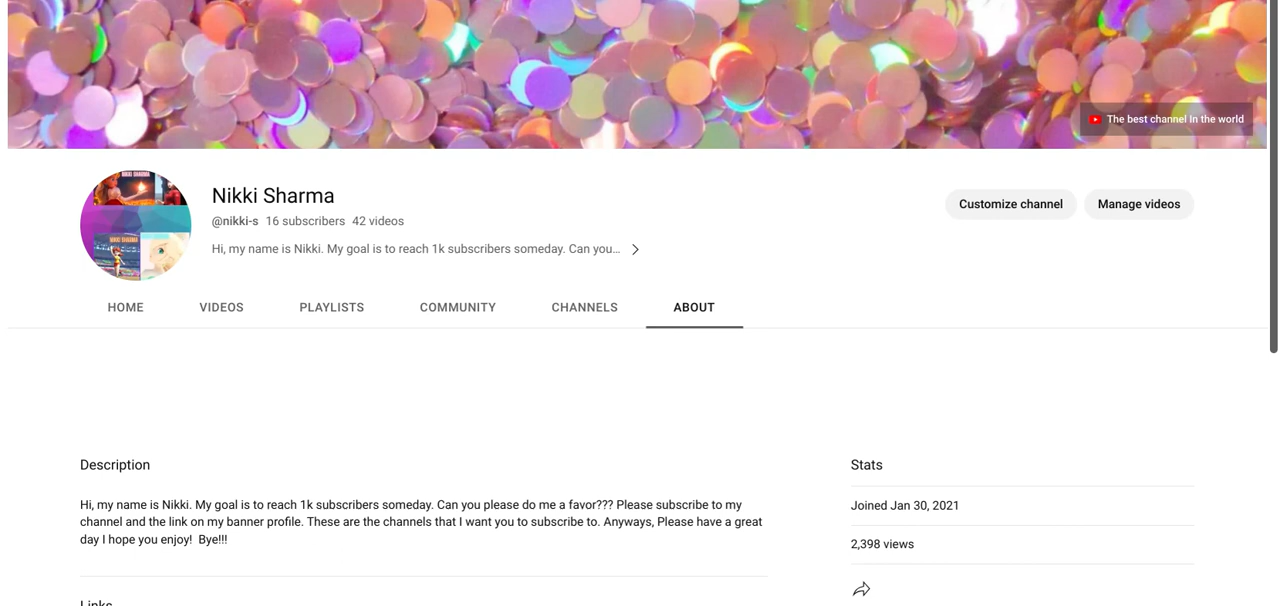 The best channel In the world
Nikki Sharma
@nikki-s 16 subscribers 42 videos
Hi, my name is Nikki. My goal is to reach 1k subscribers someday. Can you...
Customize channel
Manage videos
HOME
VIDEOS
PLAYLISTS
COMMUNITY
CHANNELS
ABOUT
Description
Hi, my name is Nikki. My goal is to reach 1k subscribers someday. Can you please do me a favor??? Please subscribe to my
channel and the link on my banner profile. These are the channels that I want you to subscribe to. Anyways, Please have a great
day I hope you enjoy!  Bye!!!
Links
Stats
Joined Jan 30, 2021
2,398 views